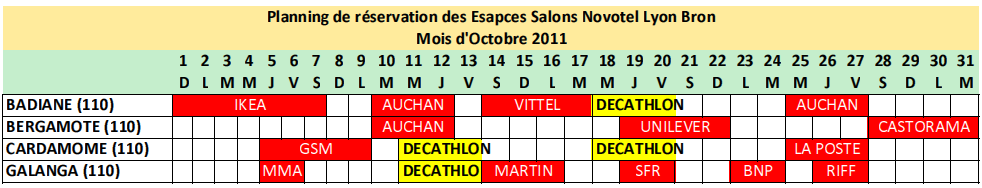 Planning de réservation des Esapces Salons Novotel Lyon Bron
Mois d'Octobre 2011
1 2 3 4 5 6 7 8 9 10 11 12 13 14 15 16 17 18 19 20 21 22 23 24 25 26 27 28 29 30 31
D L M M J V S D L M M J V S D L M M J V S D L M M J V S D L M
BADIANE (110) IKEA AUCHAN VITTEL DECATHLON AUCHAN
BERGAMOTE (110) AUCHAN UNILEVER CASTORAMA
CARDAMOME (110) GSM DECATHLON DECATHLON LA POSTE
GALANGA (110) MMA DECATHLO MARTIN SFR BNP RIFF